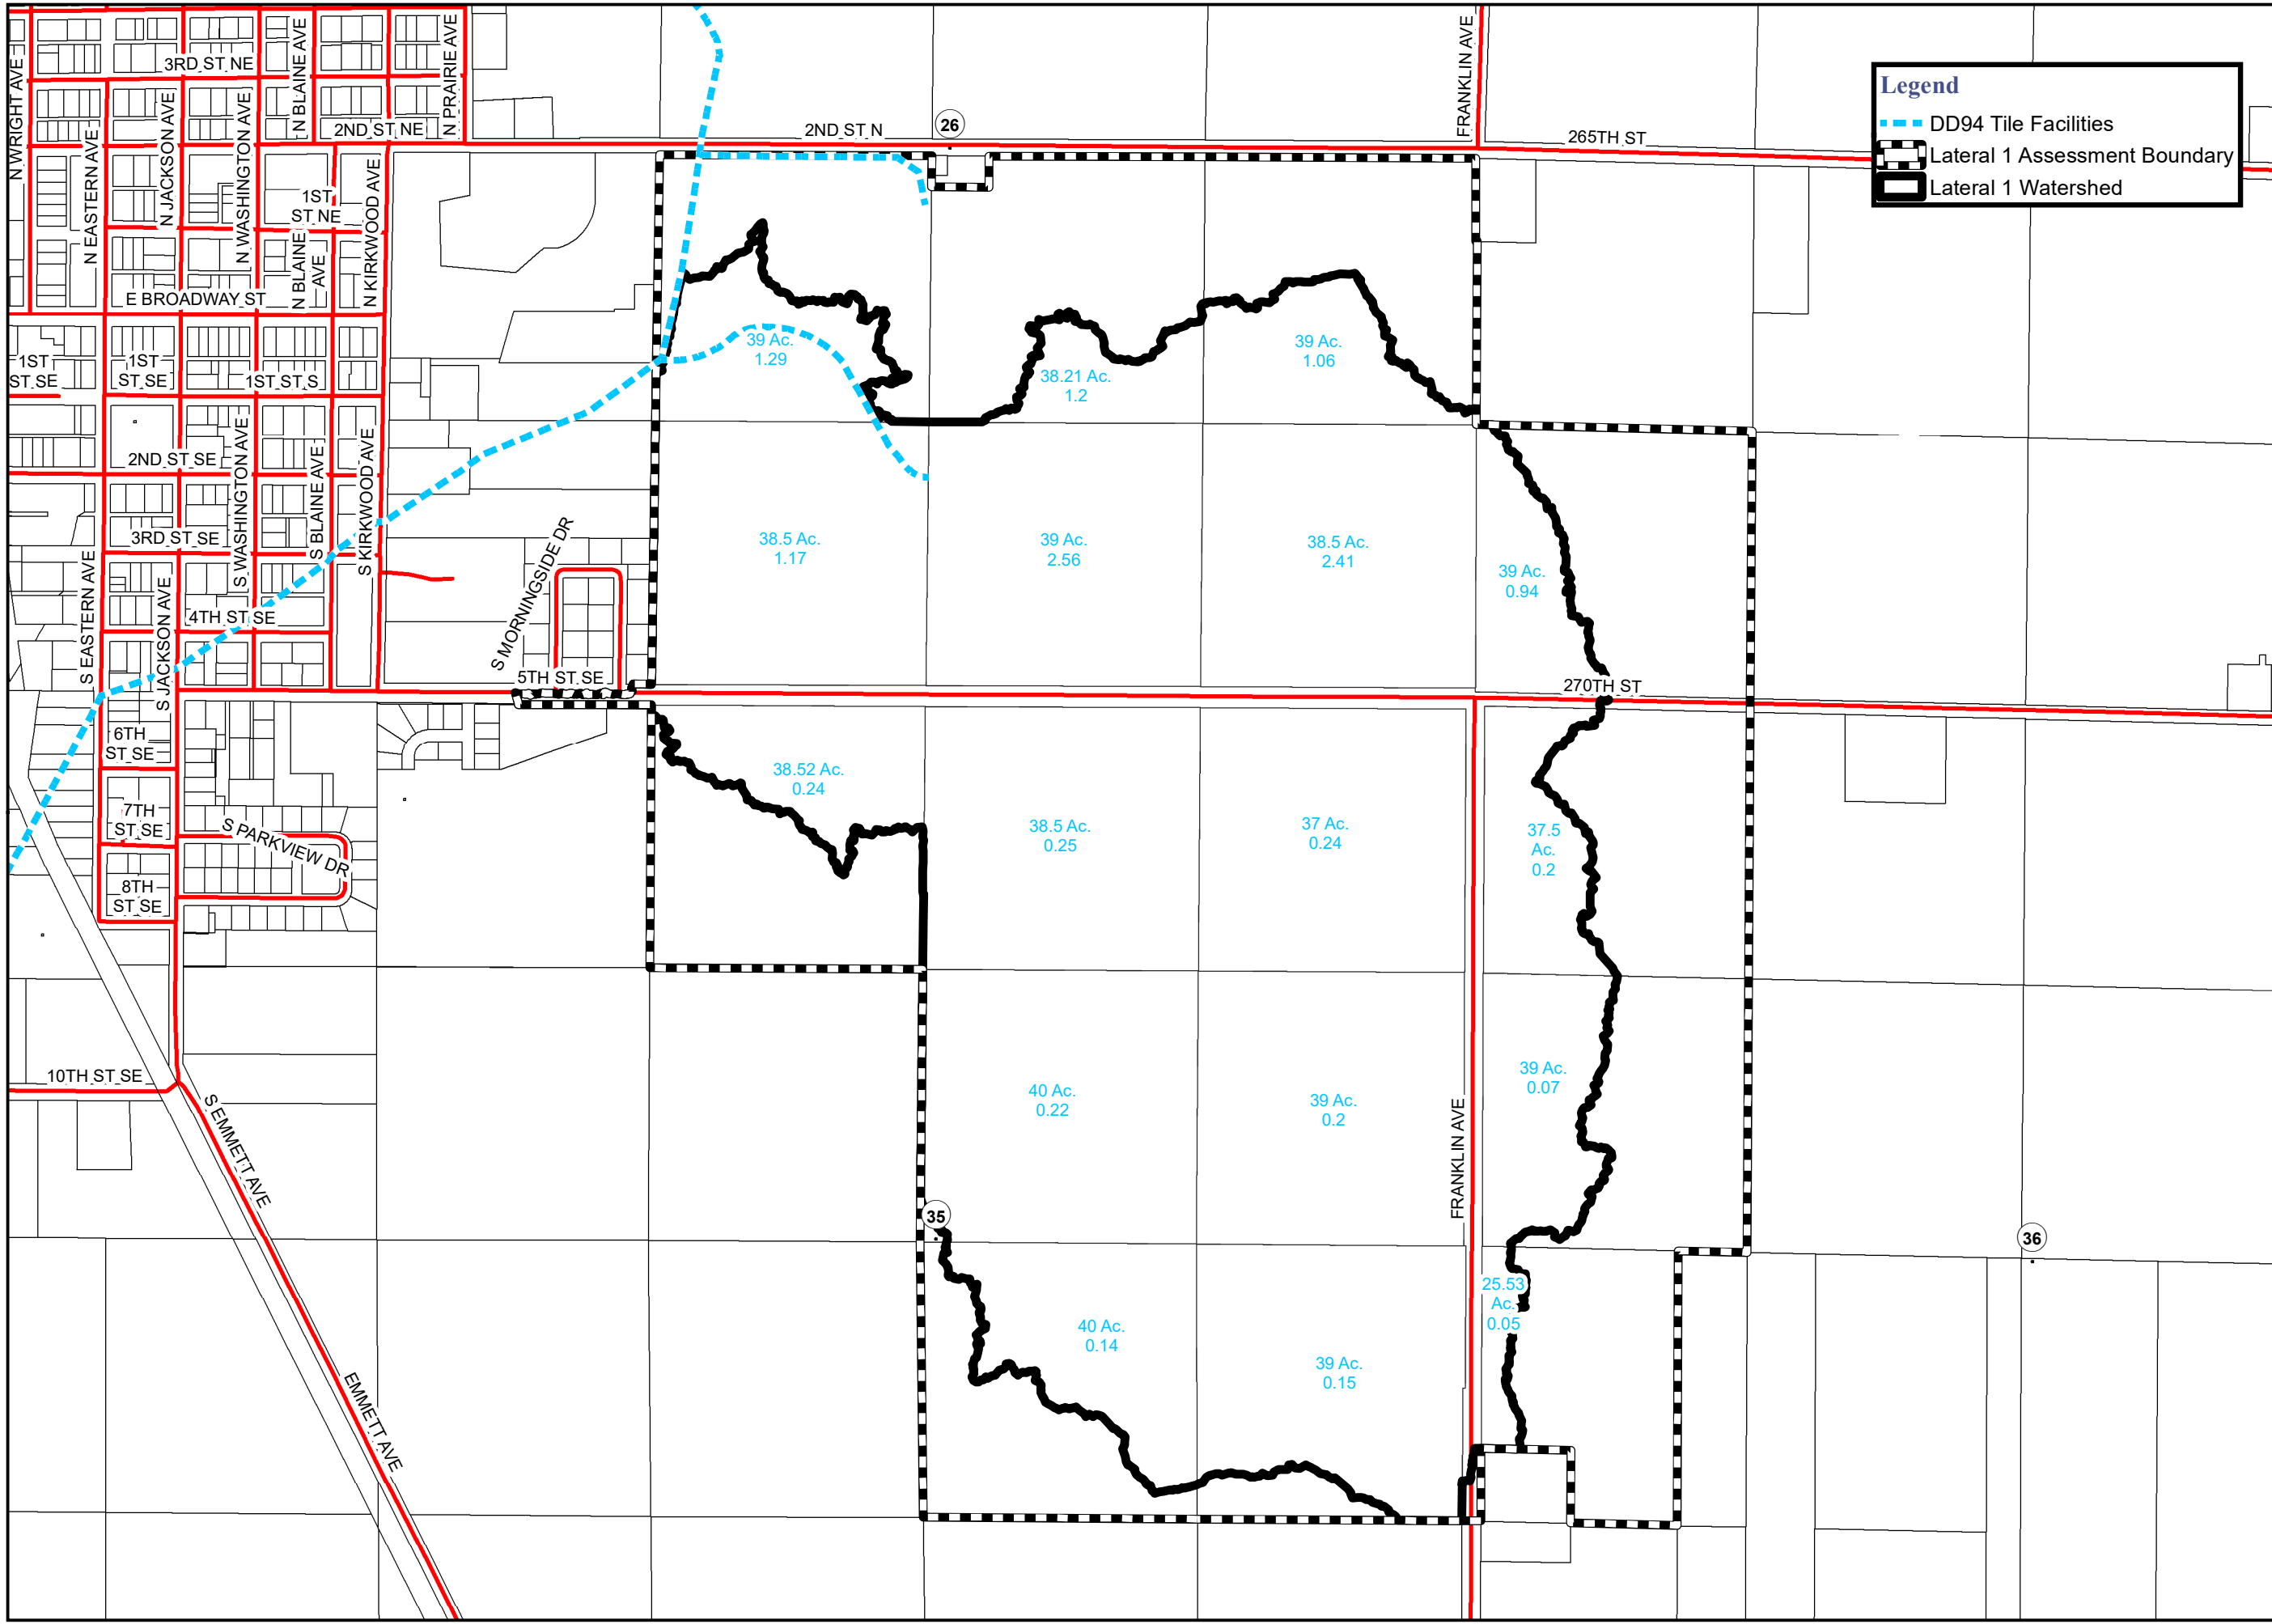 FRANKLIN AVE
N PRAIRIE AVE
N BLAINE AVE
3RD ST NE
N WRIGHT AVE
N JACKSON AVE
N WASHINGTON AVE
2ND ST NE
2ND ST N
26
265TH ST
Legend
DD94 Tile Facilities
Lateral 1 Assessment Boundary
Lateral 1 Watershed
N EASTERN AVE
N KIRKWOOD AVE
1ST
ST NE
N BLAINE
AVE
E BROADWAY ST
1ST
ST SE
1ST
ST SE
1ST ST S
39 Ac.
1.29
38.21 Ac.
1.2
39 Ac.
1.06
2ND ST SE
S WASHINGTON AVE
S BLAINE AVE
S KIRKWOOD AVE
3RD ST SE
S MORNINGSIDE DR
38.5 Ac.
1.17
39 Ac.
2.56
38.5 Ac.
2.41
39 Ac.
0.94
S EASTERN AVE
S JACKSON AVE
4TH ST SE
5TH ST SE
270TH ST
6TH
ST SE
38.52 Ac.
0.24
7TH
ST SE
S PARKVIEW DR
38.5 Ac.
0.25
37 Ac.
0.24
37.5
Ac.
0.2
8TH
ST SE
10TH ST SE
S EMMETT AVE
40 Ac.
0.22
39 Ac.
0.2
FRANKLIN AVE
39 Ac.
0.07
35
36
25.53
Ac.
0.05
40 Ac.
0.14
39 Ac.
0.15
EMMETT AVE